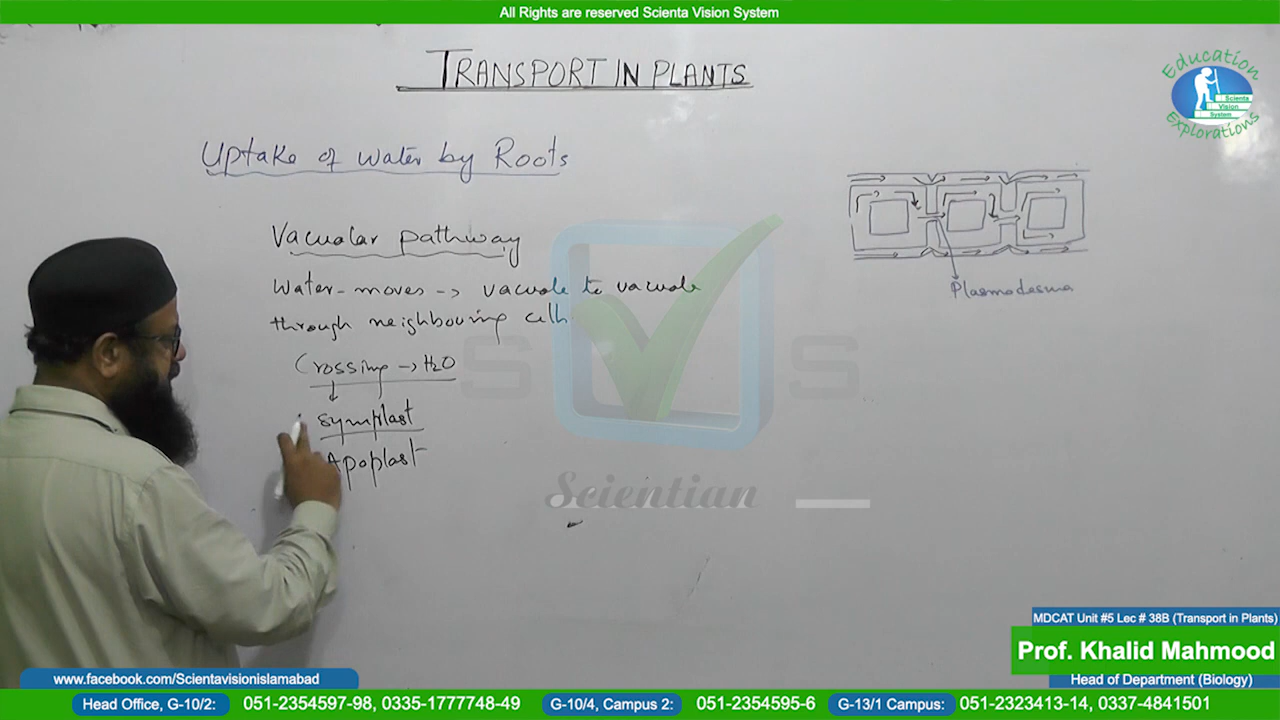 All Rights are reserved Scienta Vision System
TRANSPORT IN PLANTS
Education
Scienta
Vision
System
Explorations
Uptake of water by Roots
Vacuolar pathway
Water moves -> vacuole to vacuole
through neighbouring cells
Crossing -> H2O
Symplast
Apoplast
Plasmodesma
S S
Scientian
MDCAT Unit #5 Lec # 38B (Transport in Plants)
Prof. Khalid Mahmood
Head of Department (Biology)
www.facebook.com/Scientavisionislamabad
Head Office, G-10/2: 051-2354597-98, 0335-1777748-49 G-10/4, Campus 2: 051-2354595-6 G-13/1 Campus: 051-2323413-14, 0337-4841501